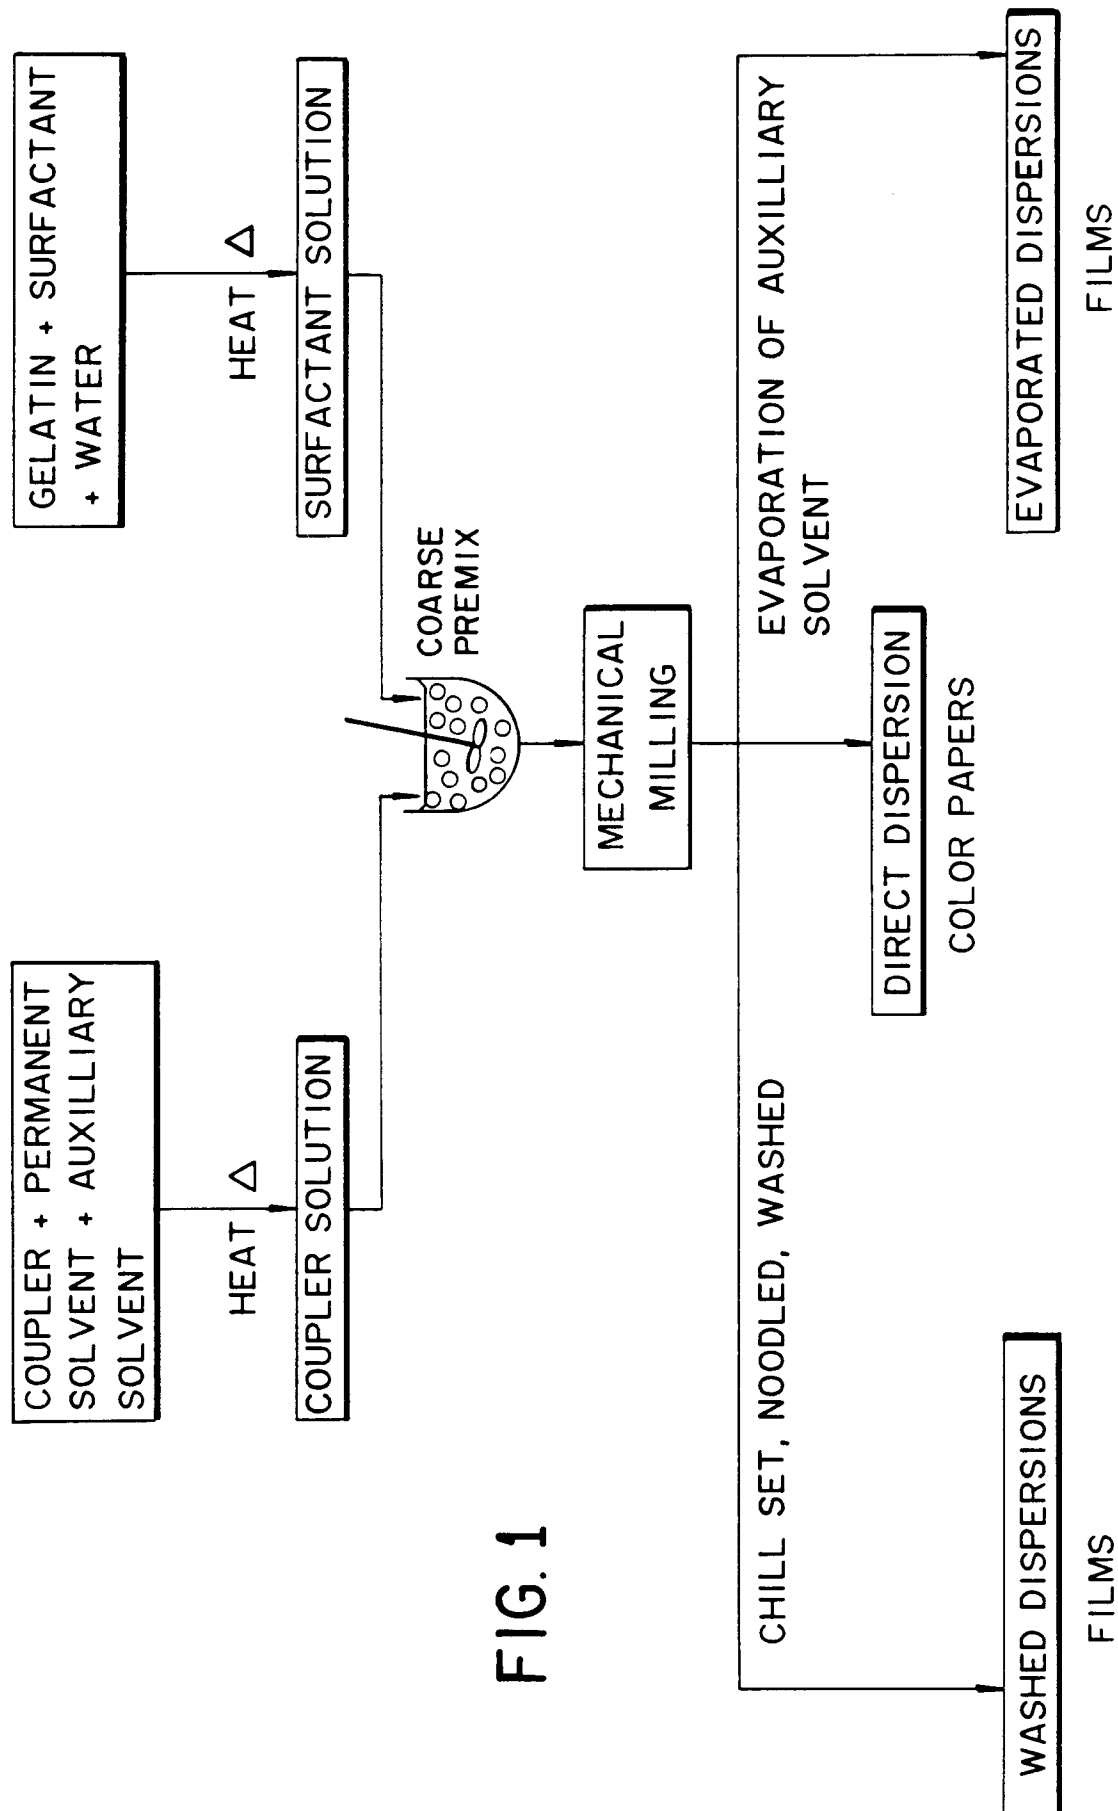 COUPLER + PERMANENT
SOLVENT + AUXILLIARY
SOLVENT
GELATIN + SURFACTANT
+ WATER
HEAT Δ
HEAT Δ
COUPLER SOLUTION
SURFACTANT SOLUTION
COARSE
PREMIX
FIG. 1
MECHANICAL
MILLING
CHILL SET, NOODLED, WASHED
EVAPORATION OF AUXILLIARY
SOLVENT
DIRECT DISPERSION
COLOR PAPERS
WASHED DISPERSIONS
FILMS
EVAPORATED DISPERSIONS
FILMS